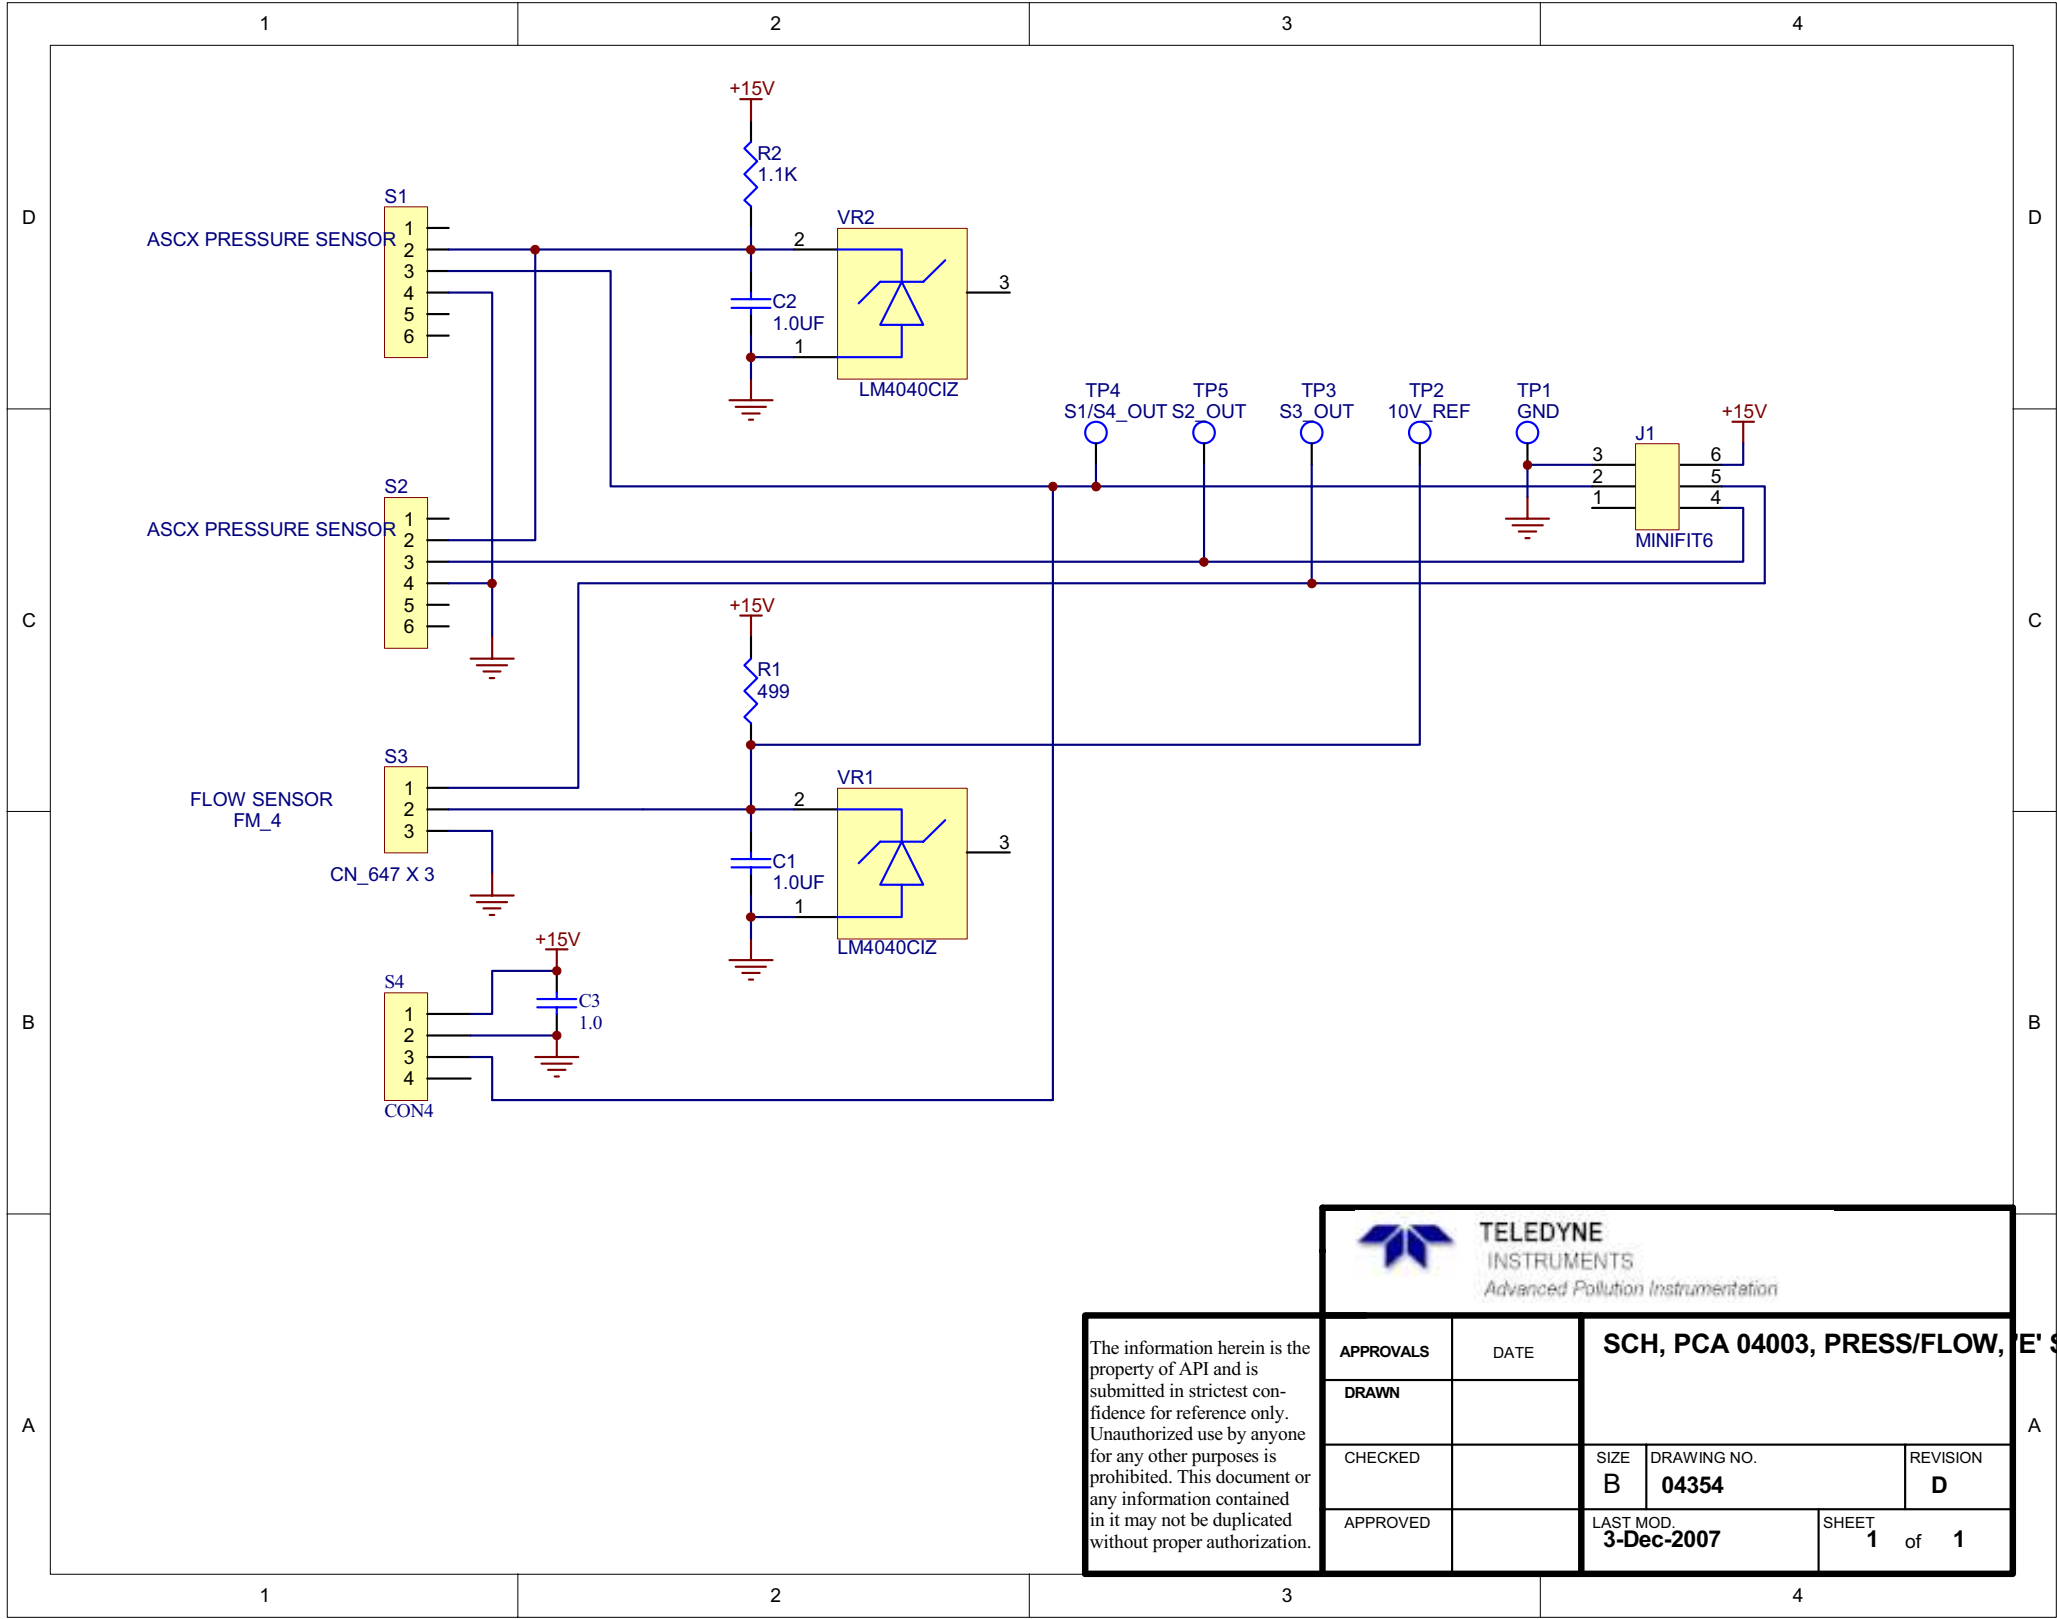 1 2 3 4
D D
C C
B B
A A
1 2 3 4
+15V
R2
1.1K
S1
ASCX PRESSURE SENSOR
1
2
3
4
5
6
VR2
2
3
1
LM4040CIZ
C2
1.0UF
TP4 TP5 TP3 TP2 TP1
S1/S4_OUT S2_OUT S3_OUT 10V_REF GND
+15V
J1
3 6
2 5
1 4
MINIFIT6
S2
ASCX PRESSURE SENSOR
1
2
3
4
5
6
+15V
R1
499
S3
FLOW SENSOR
FM_4
1
2
3
CN_647 X 3
VR1
2
3
1
LM4040CIZ
C1
1.0UF
+15V
C3
1.0
S4
1
2
3
4
CON4
TELEDYNE
INSTRUMENTS
Advanced Pollution Instrumentation
The information herein is the
property of API and is
submitted in strictest con-
fidence for reference only.
Unauthorized use by anyone
for any other purposes is
prohibited. This document or
any information contained
in it may not be duplicated
without proper authorization.
APPROVALS DATE
DRAWN
CHECKED
APPROVED
SCH, PCA 04003, PRESS/FLOW, 'E' S
SIZE DRAWING NO. REVISION
B 04354 D
LAST MOD. SHEET
3-Dec-2007 1 of 1